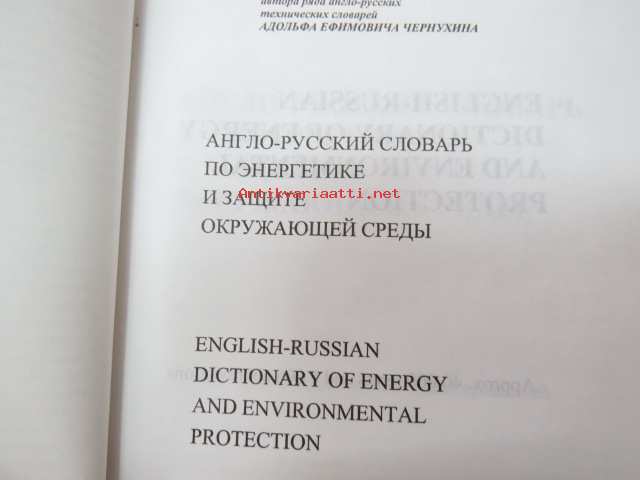 автора ряда англо-русских
технических словарей
АДОЛЬФА ЕФИМОВИЧА ЧЕРНУХИНА
АНГЛО-РУССКИЙ СЛОВАРЬ
ПО ЭНЕРГЕТИКЕ
Antikvariaatti.net
И ЗАЩИТЕ
ОКРУЖАЮЩЕЙ СРЕДЫ
ENGLISH-RUSSIAN
DICTIONARY OF ENERGY
AND ENVIRONMENTAL
PROTECTION